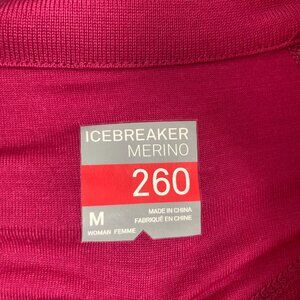 ICEBREAKER
MERINO
260
M
MADE IN CHINA
FABRIQUÉ EN CHINE
WOMAN FEMME